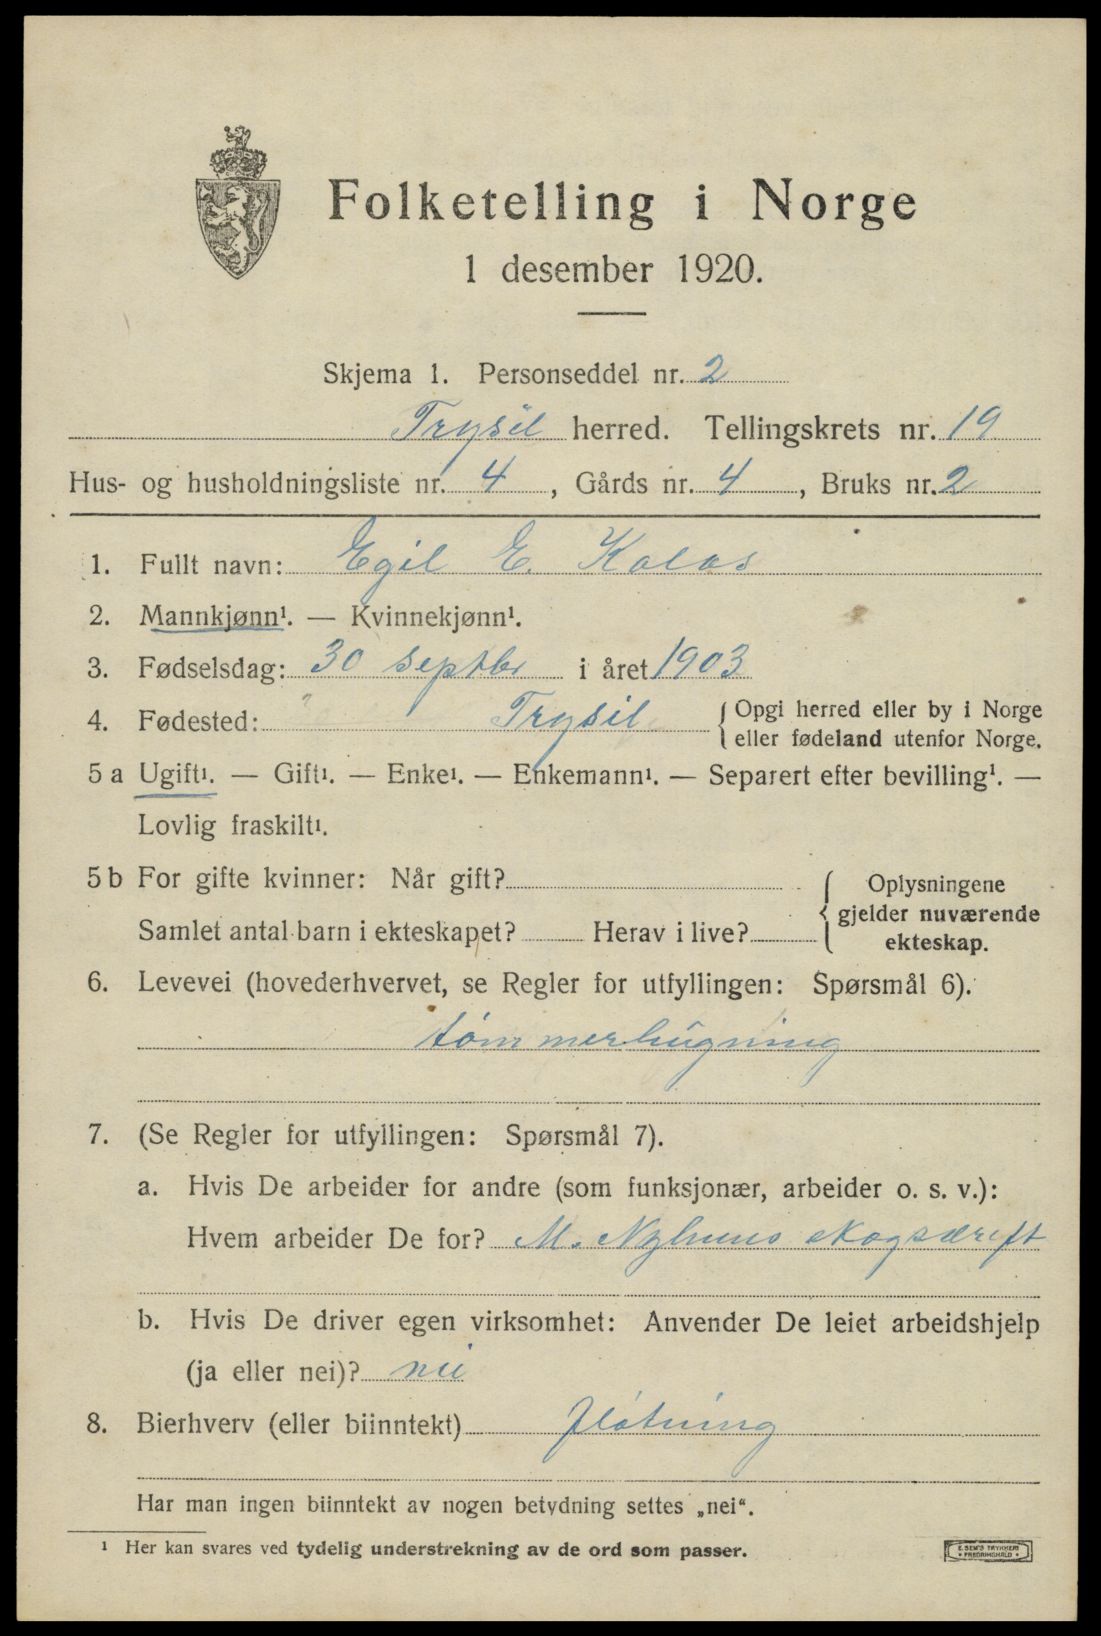 Folketelling i Norge
1 desember 1920.
Skjema 1. Personseddel nr. 2
Trysil herred. Tellingskrets nr. 19
Hus- og husholdningsliste nr. 4, Gårds nr. 4, Bruks nr. 2
1. Fullt navn: Egil E. Kolos
2. Mannkjønn¹. — Kvinnekjønn¹.
3. Fødselsdag: 30 septbr i året 1903
4. Fødested: Trysil { Opgi herred eller by i Norge
eller fødeland utenfor Norge.
5 a Ugift¹. — Gift¹. — Enke¹. — Enkemann¹. — Separert efter bevilling¹. —
Lovlig fraskilt¹.
5 b For gifte kvinner: Når gift?
Samlet antal barn i ekteskapet? Herav i live?
{ Oplysningene
gjelder nuværende
ekteskap.
6. Levevei (hovederhvervet, se Regler for utfyllingen: Spørsmål 6).
tømmerhugning
7. (Se Regler for utfyllingen: Spørsmål 7).
a. Hvis De arbeider for andre (som funksjonær, arbeider o. s. v.):
Hvem arbeider De for? M. Nyhuus skogsdrift
b. Hvis De driver egen virksomhet: Anvender De leiet arbeidshjelp
(ja eller nei)? nei
8. Bierhverv (eller biinntekt) fløtning
Har man ingen biinntekt av nogen betydning settes „nei“.
¹ Her kan svares ved tydelig understrekning av de ord som passer.
E. SEM'S TRYKKERI
• FREDRIKSHALD •